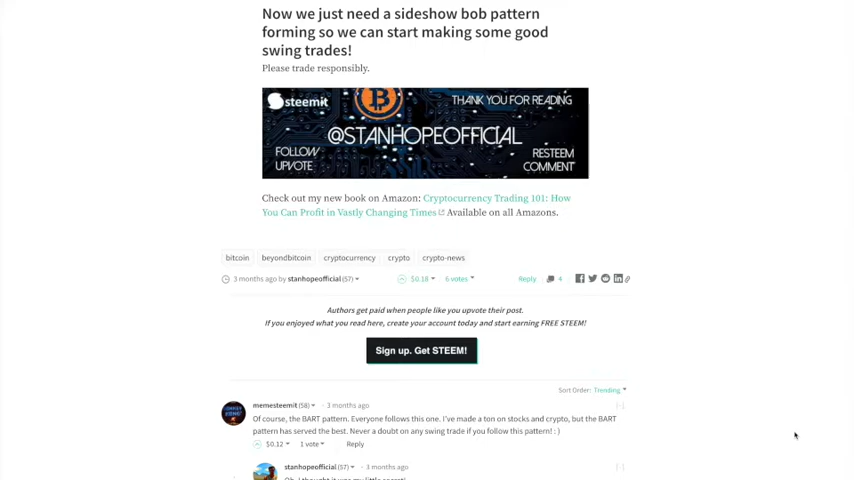 Now we just need a sideshow bob pattern
forming so we can start making some good
swing trades!
Please trade responsibly.
steemit
THANK YOU FOR READING
@STANHOPEOFFICIAL
FOLLOW
UPVOTE
RESTEEM
COMMENT
Check out my new book on Amazon: Cryptocurrency Trading 101: How
You Can Profit in Vastly Changing Times Available on all Amazons.
bitcoin beyondbitcoin cryptocurrency crypto crypto-news
3 months ago by stanhopeofficial (57) $0.18 6 votes Reply 4
Authors get paid when people like you upvote their post.
If you enjoyed what you read here, create your account today and start earning FREE STEEM!
Sign up. Get STEEM!
Sort Order: Trending
memesteemit (58) · 3 months ago [-]
Of course, the BART pattern. Everyone follows this one. I've made a ton on stocks and crypto, but the BART
pattern has served the best. Never a doubt on any swing trade if you follow this pattern! : )
$0.12 1 vote Reply
stanhopeofficial (57) · 3 months ago [-]
Oh, I thought it was my little secret!